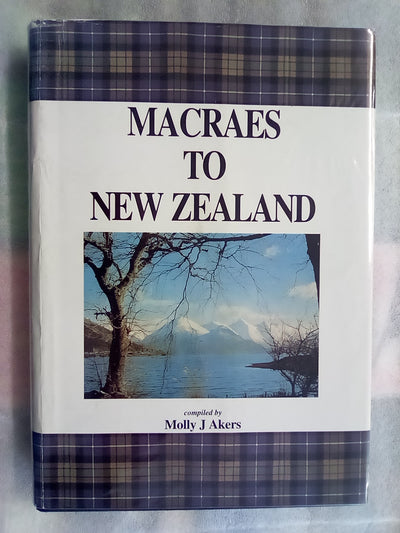 MACRAES
TO
NEW ZEALAND
compiled by
Molly J Akers